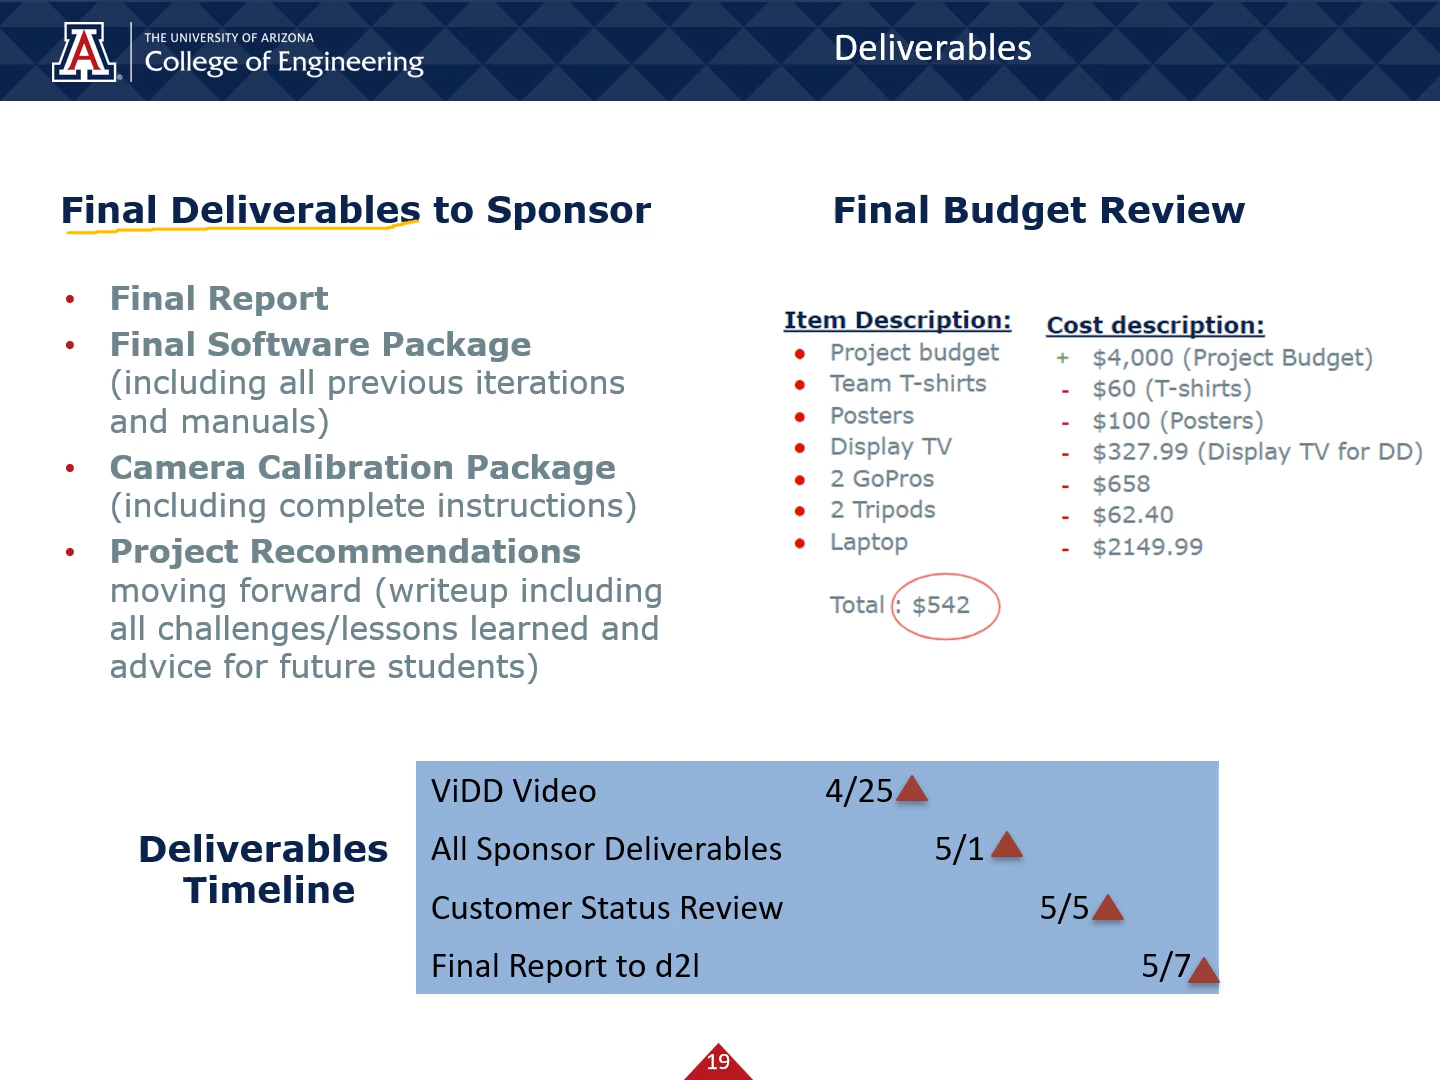 THE UNIVERSITY OF ARIZONA
College of Engineering
Deliverables
Final Deliverables to Sponsor
• Final Report
• Final Software Package
(including all previous iterations
and manuals)
• Camera Calibration Package
(including complete instructions)
• Project Recommendations
moving forward (writeup including
all challenges/lessons learned and
advice for future students)
Final Budget Review
Item Description:
• Project budget
• Team T-shirts
• Posters
• Display TV
• 2 GoPros
• 2 Tripods
• Laptop
Total : $542
Cost description:
+ $4,000 (Project Budget)
- $60 (T-shirts)
- $100 (Posters)
- $327.99 (Display TV for DD)
- $658
- $62.40
- $2149.99
Deliverables
Timeline
ViDD Video 4/25
All Sponsor Deliverables 5/1
Customer Status Review 5/5
Final Report to d2l 5/7
19